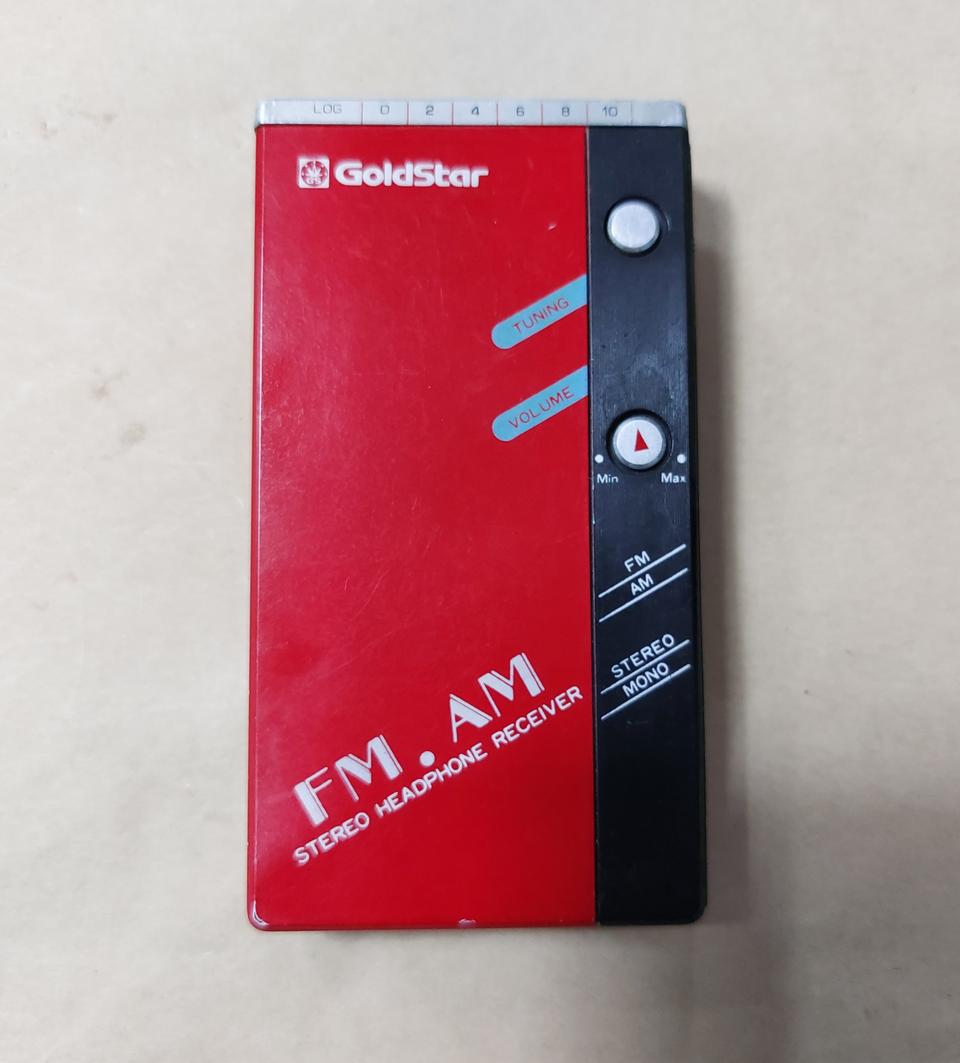 LOG 0 2 4 6 8 10
GS GoldStar
TUNING
VOLUME
Min Max
FM
AM
STEREO
MONO
FM . AM
STEREO HEADPHONE RECEIVER